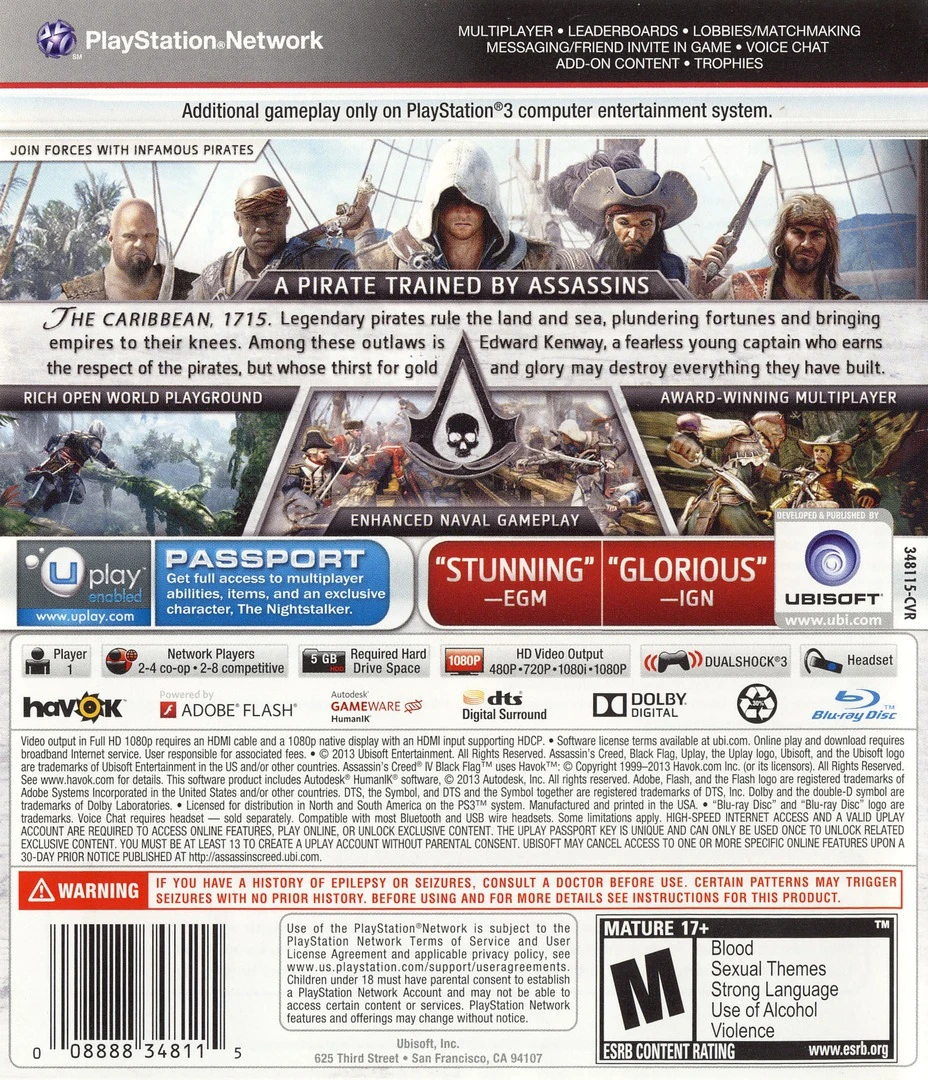 PlayStation®Network
SM
MULTIPLAYER • LEADERBOARDS • LOBBIES/MATCHMAKING
MESSAGING/FRIEND INVITE IN GAME • VOICE CHAT
ADD-ON CONTENT • TROPHIES
Additional gameplay only on PlayStation®3 computer entertainment system.
JOIN FORCES WITH INFAMOUS PIRATES
A PIRATE TRAINED BY ASSASSINS
THE CARIBBEAN, 1715. Legendary pirates rule the land and sea, plundering fortunes and bringing
empires to their knees. Among these outlaws is Edward Kenway, a fearless young captain who earns
the respect of the pirates, but whose thirst for gold and glory may destroy everything they have built.
RICH OPEN WORLD PLAYGROUND
AWARD-WINNING MULTIPLAYER
ENHANCED NAVAL GAMEPLAY
DEVELOPED & PUBLISHED BY
UBISOFT®
www.ubi.com
348115-CVR
Uplay™
enabled
www.uplay.com
PASSPORT
Get full access to multiplayer
abilities, items, and an exclusive
character, The Nightstalker.
"STUNNING"
—EGM
"GLORIOUS"
—IGN
Player
1
Network Players
2-4 co-op • 2-8 competitive
5 GB
HDD
Required Hard
Drive Space
1080P
HD Video Output
480P•720P•1080i•1080P
DUALSHOCK®3
Headset
havok™
Powered by
ADOBE® FLASH®
Autodesk®
GAMEWARE
HumanIK®
dts™
Digital Surround
DOLBY
DIGITAL
Blu-ray Disc™
Video output in Full HD 1080p requires an HDMI cable and a 1080p native display with an HDMI input supporting HDCP. • Software license terms available at ubi.com. Online play and download requires
broadband Internet service. User responsible for associated fees. • © 2013 Ubisoft Entertainment. All Rights Reserved. Assassin's Creed, Black Flag, Uplay, the Uplay logo, Ubisoft, and the Ubisoft logo
are trademarks of Ubisoft Entertainment in the US and/or other countries. Assassin's Creed® IV Black Flag™ uses Havok™: © Copyright 1999–2013 Havok.com Inc. (or its licensors). All Rights Reserved.
See www.havok.com for details. This software product includes Autodesk® HumanIK® software, © 2013 Autodesk, Inc. All rights reserved. Adobe, Flash, and the Flash logo are registered trademarks of
Adobe Systems Incorporated in the United States and/or other countries. DTS, the Symbol, and DTS and the Symbol together are registered trademarks of DTS, Inc. Dolby and the double-D symbol are
trademarks of Dolby Laboratories. • Licensed for distribution in North and South America on the PS3™ system. Manufactured and printed in the USA. • "Blu-ray Disc" and "Blu-ray Disc" logo are
trademarks. Voice Chat requires headset — sold separately. Compatible with most Bluetooth and USB wire headsets. Some limitations apply. HIGH-SPEED INTERNET ACCESS AND A VALID UPLAY
ACCOUNT ARE REQUIRED TO ACCESS ONLINE FEATURES, PLAY ONLINE, OR UNLOCK EXCLUSIVE CONTENT. THE UPLAY PASSPORT KEY IS UNIQUE AND CAN ONLY BE USED ONCE TO UNLOCK RELATED
EXCLUSIVE CONTENT. YOU MUST BE AT LEAST 13 TO CREATE A UPLAY ACCOUNT WITHOUT PARENTAL CONSENT. UBISOFT MAY CANCEL ACCESS TO ONE OR MORE SPECIFIC ONLINE FEATURES UPON A
30-DAY PRIOR NOTICE PUBLISHED AT http://assassinscreed.ubi.com.
WARNING
IF YOU HAVE A HISTORY OF EPILEPSY OR SEIZURES, CONSULT A DOCTOR BEFORE USE. CERTAIN PATTERNS MAY TRIGGER
SEIZURES WITH NO PRIOR HISTORY. BEFORE USING AND FOR MORE DETAILS SEE INSTRUCTIONS FOR THIS PRODUCT.
0 08888 34811 5
Use of the PlayStation®Network is subject to the
PlayStation Network Terms of Service and User
License Agreement and applicable privacy policy, see
www.us.playstation.com/support/useragreements.
Children under 18 must have parental consent to establish
a PlayStation Network Account and may not be able to
access certain content or services. PlayStation Network
features and offerings may change without notice.
Ubisoft, Inc.
625 Third Street • San Francisco, CA 94107
MATURE 17+ ™
M
Blood
Sexual Themes
Strong Language
Use of Alcohol
Violence
ESRB CONTENT RATING www.esrb.org